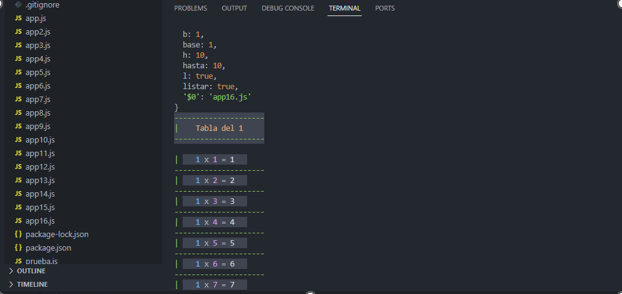 .gitignore
JS app.js
JS app2.js
JS app3.js
JS app4.js
JS app5.js
JS app6.js
JS app7.js
JS app8.js
JS app9.js
JS app10.js
JS app11.js
JS app12.js
JS app13.js
JS app14.js
JS app15.js
JS app16.js
{} package-lock.json
{} package.json
JS prueba.js
> OUTLINE
> TIMELINE
PROBLEMS OUTPUT DEBUG CONSOLE TERMINAL PORTS
b: 1,
base: 1,
h: 10,
hasta: 10,
l: true,
listar: true,
'$0': 'app16.js'
}
---------------------
| Tabla del 1
---------------------
| 1 x 1 = 1
---------------------
| 1 x 2 = 2
---------------------
| 1 x 3 = 3
---------------------
| 1 x 4 = 4
---------------------
| 1 x 5 = 5
---------------------
| 1 x 6 = 6
---------------------
| 1 x 7 = 7